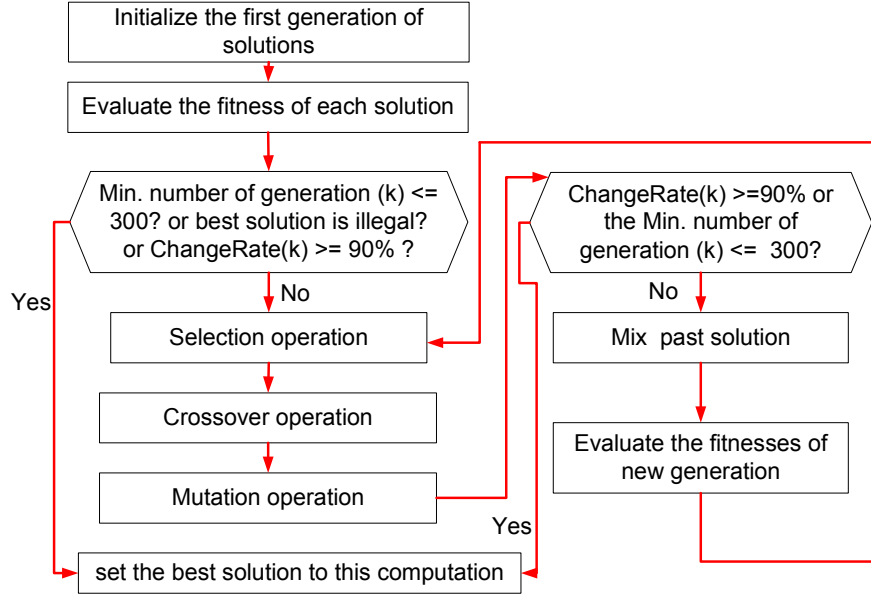 Initialize the first generation of
solutions
Evaluate the fitness of each solution
Min. number of generation (k) <=
300? or best solution is illegal?
or ChangeRate(k) >= 90% ?
Yes
No
Selection operation
Crossover operation
Mutation operation
set the best solution to this computation
ChangeRate(k) >=90% or
the Min. number of
generation (k) <= 300?
No
Yes
Mix past solution
Evaluate the fitnesses of
new generation